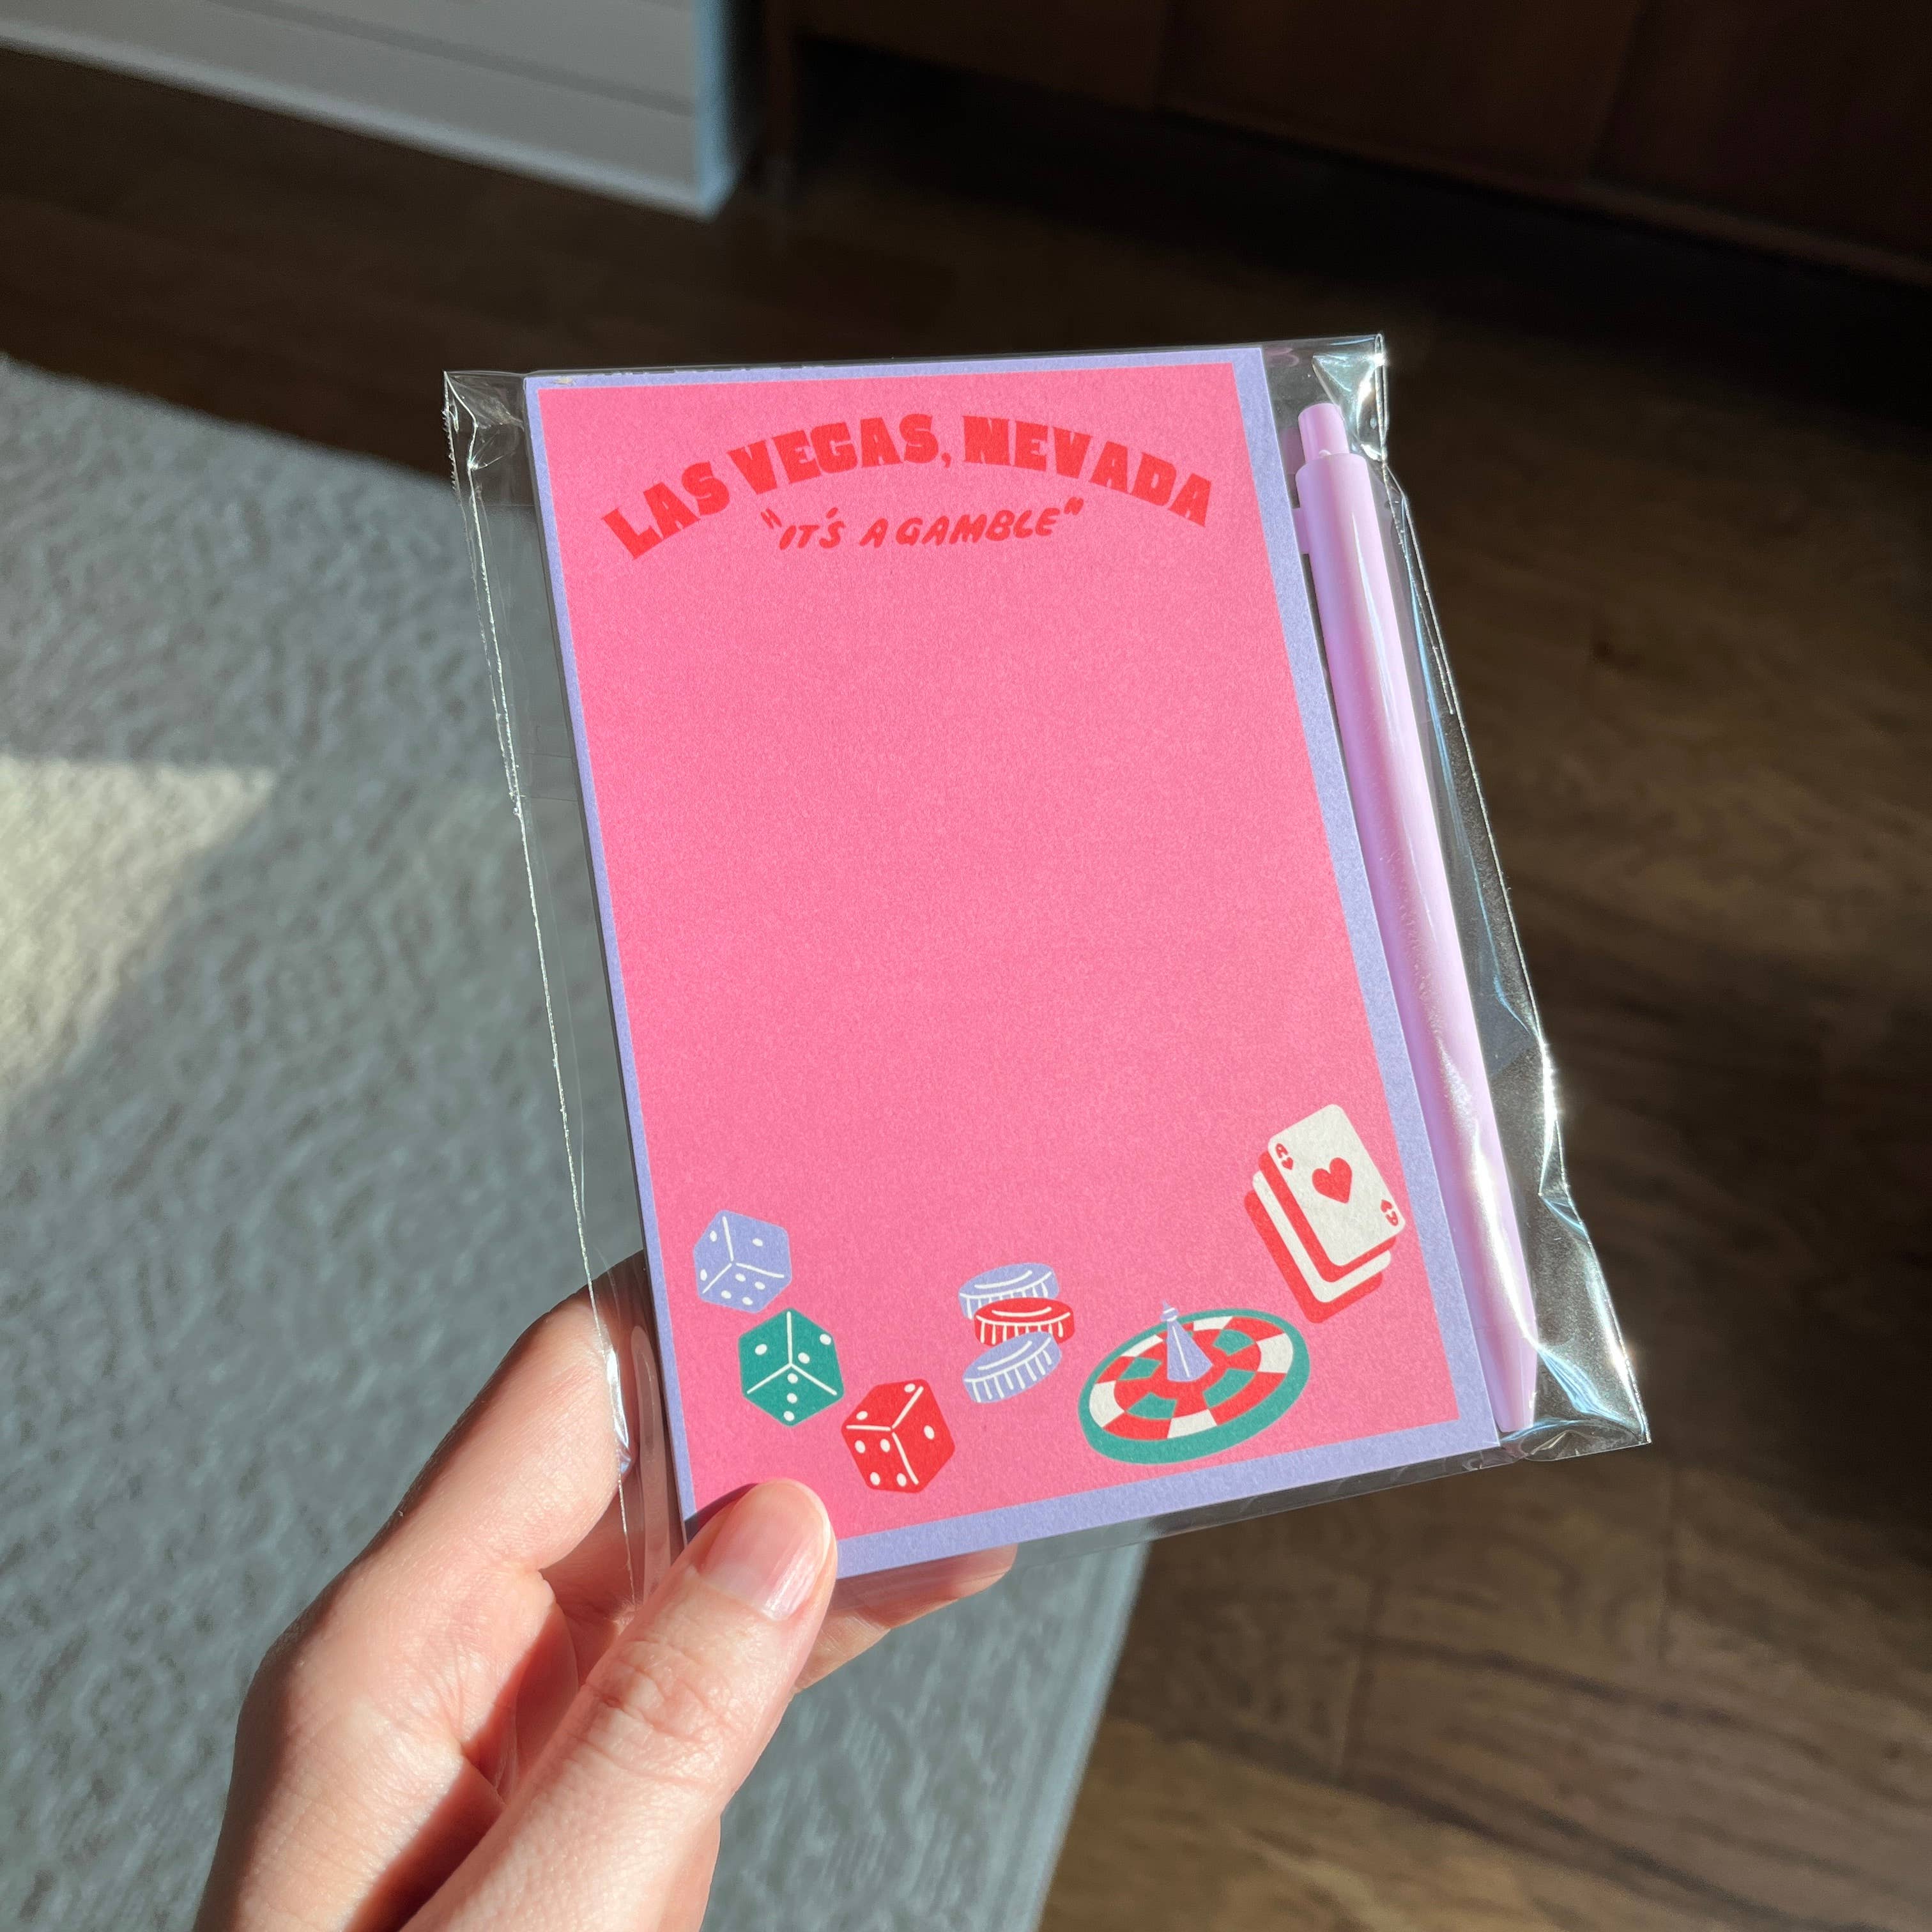 LAS VEGAS, NEVADA
"IT'S A GAMBLE"
A
A